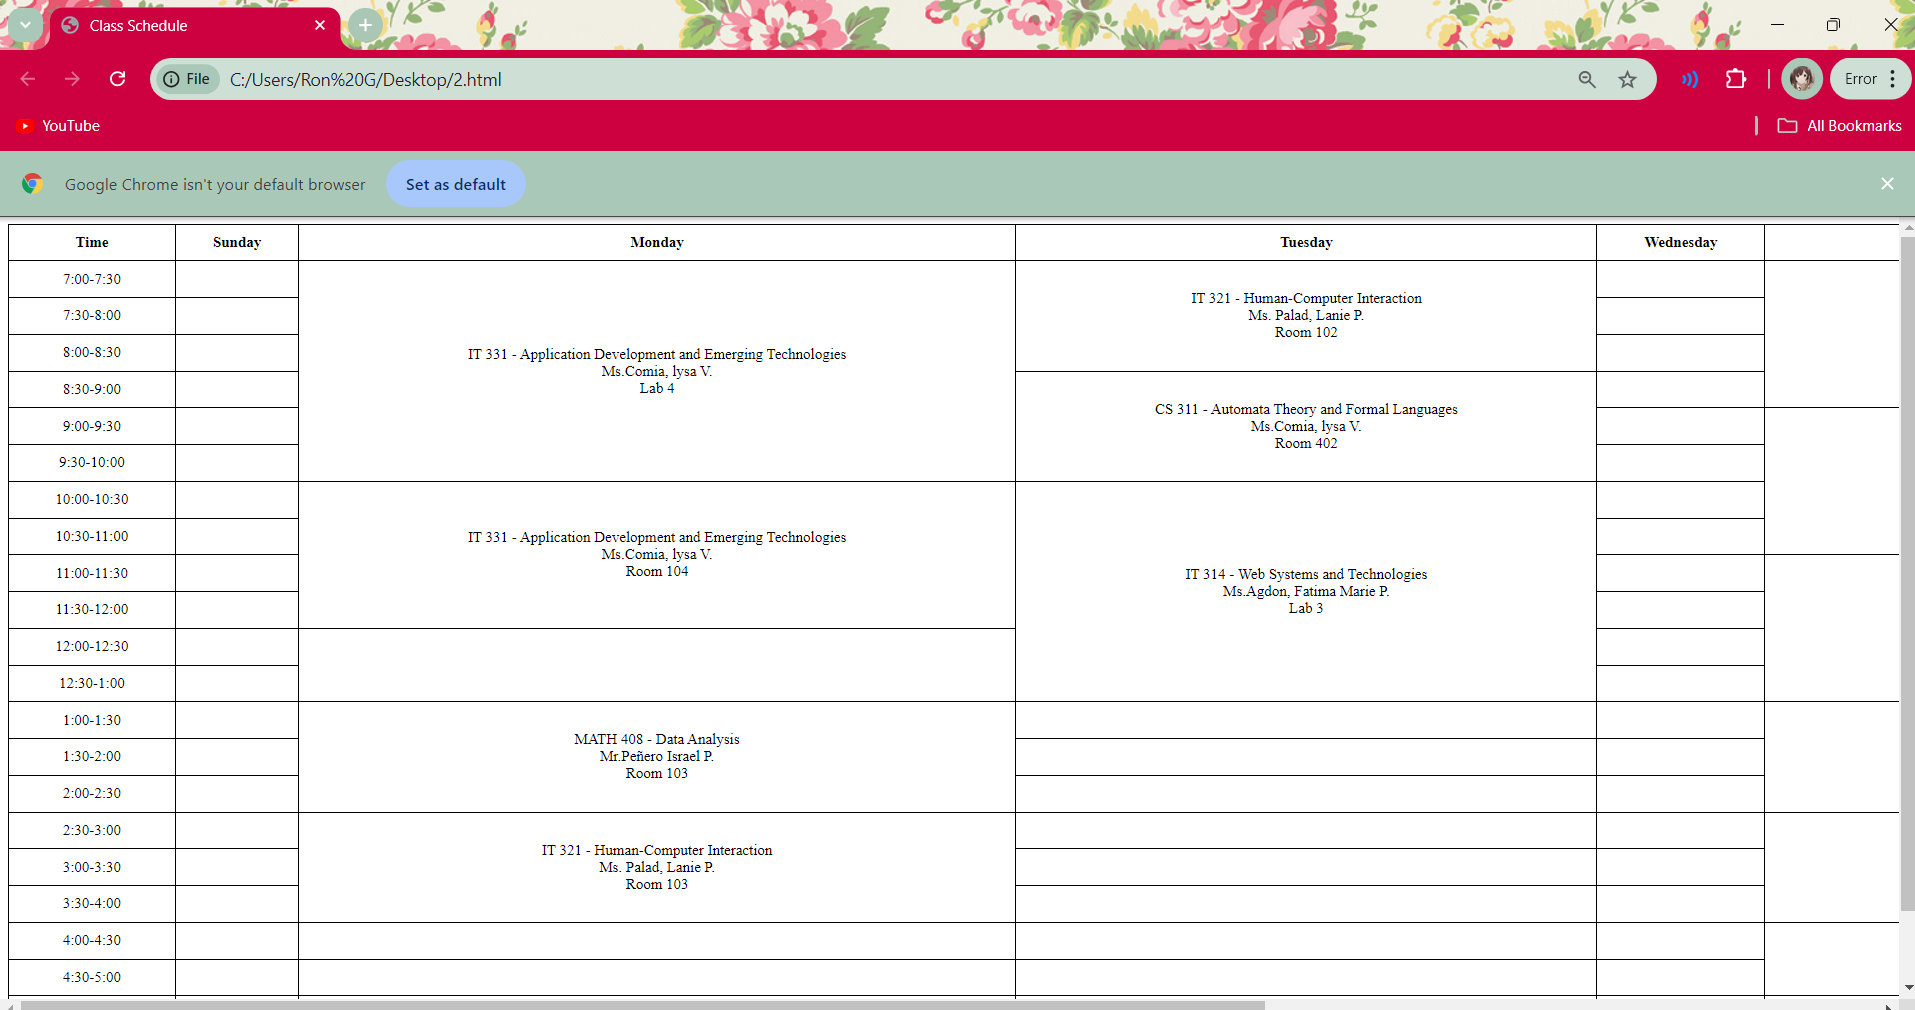 Class Schedule
File
C:/Users/Ron%20G/Desktop/2.html
Error
YouTube
All Bookmarks
Google Chrome isn't your default browser
Set as default
Time Sunday Monday Tuesday Wednesday
7:00-7:30
7:30-8:00
8:00-8:30
8:30-9:00
9:00-9:30
9:30-10:00
10:00-10:30
10:30-11:00
11:00-11:30
11:30-12:00
12:00-12:30
12:30-1:00
1:00-1:30
1:30-2:00
2:00-2:30
2:30-3:00
3:00-3:30
3:30-4:00
4:00-4:30
4:30-5:00
IT 331 - Application Development and Emerging Technologies
Ms.Comia, lysa V.
Lab 4
IT 331 - Application Development and Emerging Technologies
Ms.Comia, lysa V.
Room 104
MATH 408 - Data Analysis
Mr.Peñero Israel P.
Room 103
IT 321 - Human-Computer Interaction
Ms. Palad, Lanie P.
Room 103
IT 321 - Human-Computer Interaction
Ms. Palad, Lanie P.
Room 102
CS 311 - Automata Theory and Formal Languages
Ms.Comia, lysa V.
Room 402
IT 314 - Web Systems and Technologies
Ms.Agdon, Fatima Marie P.
Lab 3